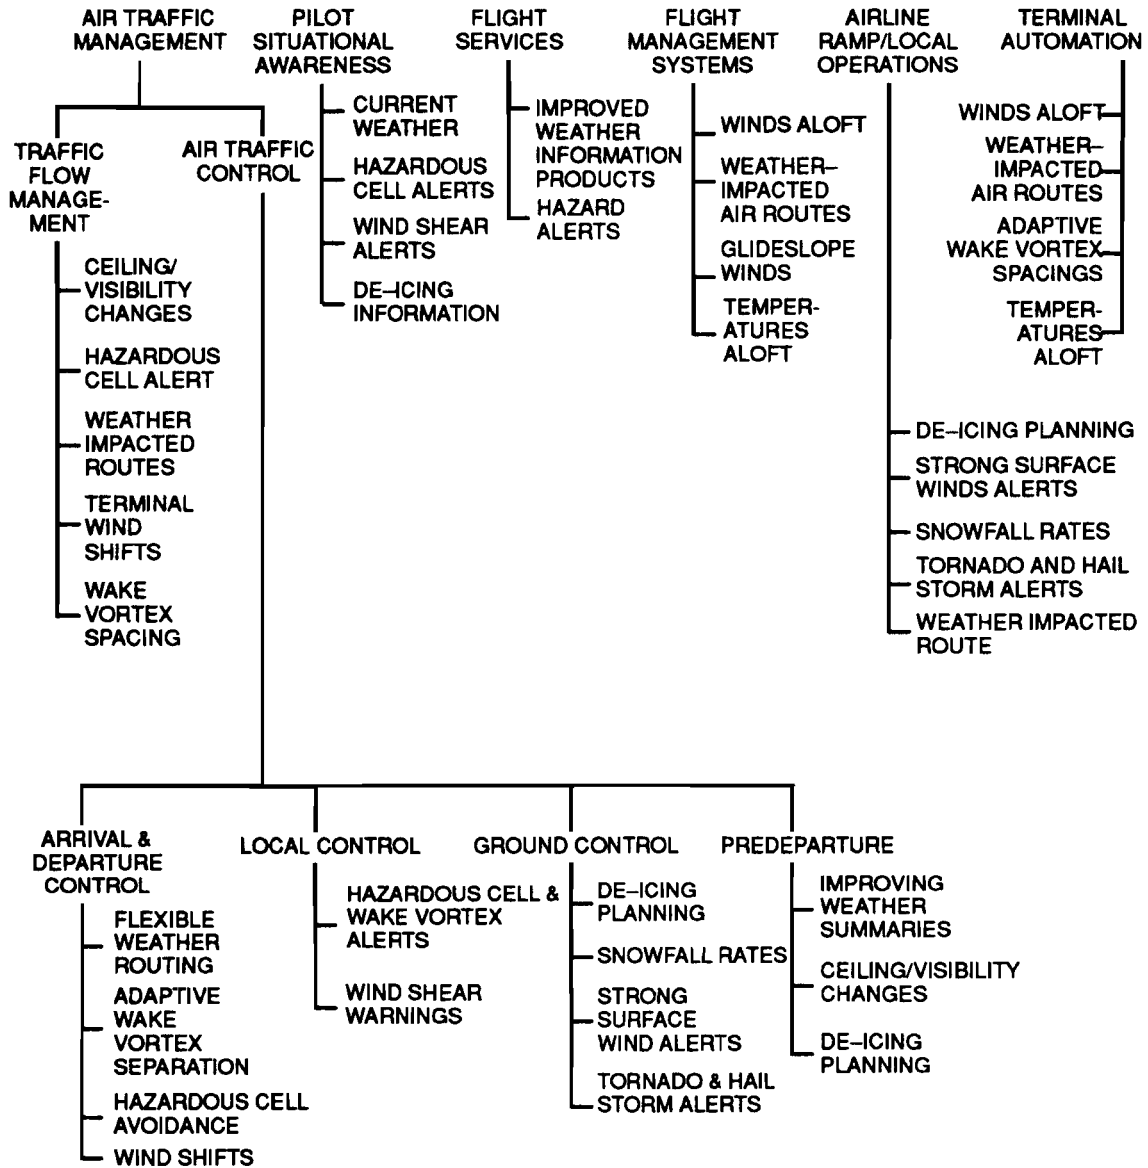 AIR TRAFFIC
MANAGEMENT
TRAFFIC
FLOW
MANAGE-
MENT
CEILING/
VISIBILITY
CHANGES
HAZARDOUS
CELL ALERT
WEATHER
IMPACTED
ROUTES
TERMINAL
WIND
SHIFTS
WAKE
VORTEX
SPACING
AIR TRAFFIC
CONTROL
PILOT
SITUATIONAL
AWARENESS
CURRENT
WEATHER
HAZARDOUS
CELL ALERTS
WIND SHEAR
ALERTS
DE–ICING
INFORMATION
FLIGHT
SERVICES
IMPROVED
WEATHER
INFORMATION
PRODUCTS
HAZARD
ALERTS
FLIGHT
MANAGEMENT
SYSTEMS
WINDS ALOFT
WEATHER–
IMPACTED
AIR ROUTES
GLIDESLOPE
WINDS
TEMPER-
ATURES
ALOFT
AIRLINE
RAMP/LOCAL
OPERATIONS
DE–ICING PLANNING
STRONG SURFACE
WINDS ALERTS
SNOWFALL RATES
TORNADO AND HAIL
STORM ALERTS
WEATHER IMPACTED
ROUTE
TERMINAL
AUTOMATION
WINDS ALOFT
WEATHER–
IMPACTED
AIR ROUTES
ADAPTIVE
WAKE VORTEX
SPACINGS
TEMPER-
ATURES
ALOFT
ARRIVAL &
DEPARTURE
CONTROL
FLEXIBLE
WEATHER
ROUTING
ADAPTIVE
WAKE
VORTEX
SEPARATION
HAZARDOUS CELL
AVOIDANCE
WIND SHIFTS
LOCAL CONTROL
HAZARDOUS CELL &
WAKE VORTEX
ALERTS
WIND SHEAR
WARNINGS
GROUND CONTROL
DE–ICING
PLANNING
SNOWFALL RATES
STRONG
SURFACE
WIND ALERTS
TORNADO & HAIL
STORM ALERTS
PREDEPARTURE
IMPROVING
WEATHER
SUMMARIES
CEILING/VISIBILITY
CHANGES
DE–ICING
PLANNING